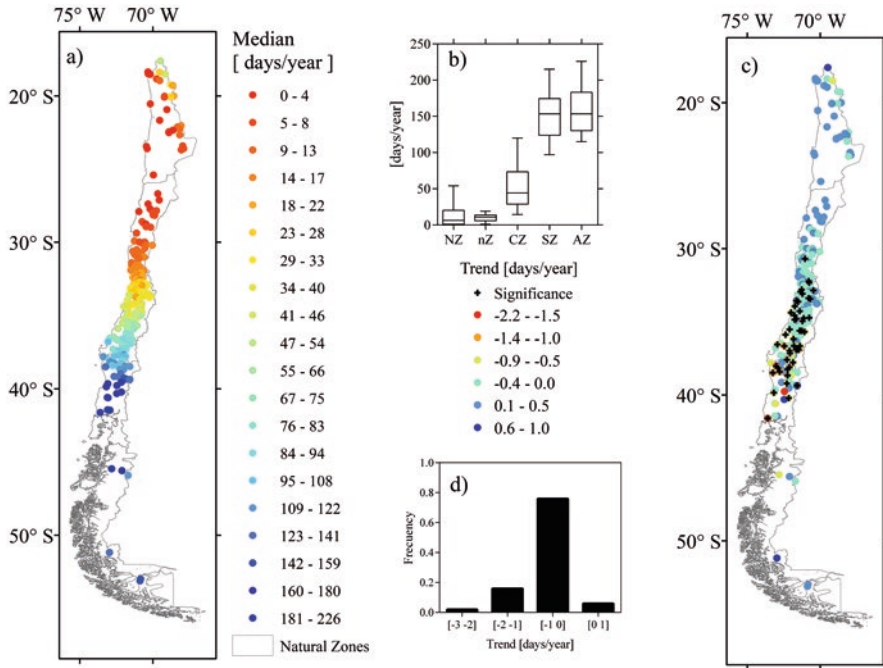 75° W 70° W
a)
20° S
30° S
40° S
50° S
Median
[ days/year ]
0 - 4
5 - 8
9 - 13
14 - 17
18 - 22
23 - 28
29 - 33
34 - 40
41 - 46
47 - 54
55 - 66
67 - 75
76 - 83
84 - 94
95 - 108
109 - 122
123 - 141
142 - 159
160 - 180
181 - 226
Natural Zones
b)
[days/year]
250
200
150
100
50
0
NZ nZ CZ SZ AZ
Trend [days/year]
Significance
-2.2 - -1.5
-1.4 - -1.0
-0.9 - -0.5
-0.4 - 0.0
0.1 - 0.5
0.6 - 1.0
d)
Frecuency
1.0
0.8
0.6
0.4
0.2
0.0
[-3 -2] [-2 -1] [-1 0] [0 1]
Trend [days/year]
75° W 70° W
c)
20° S
30° S
40° S
50° S